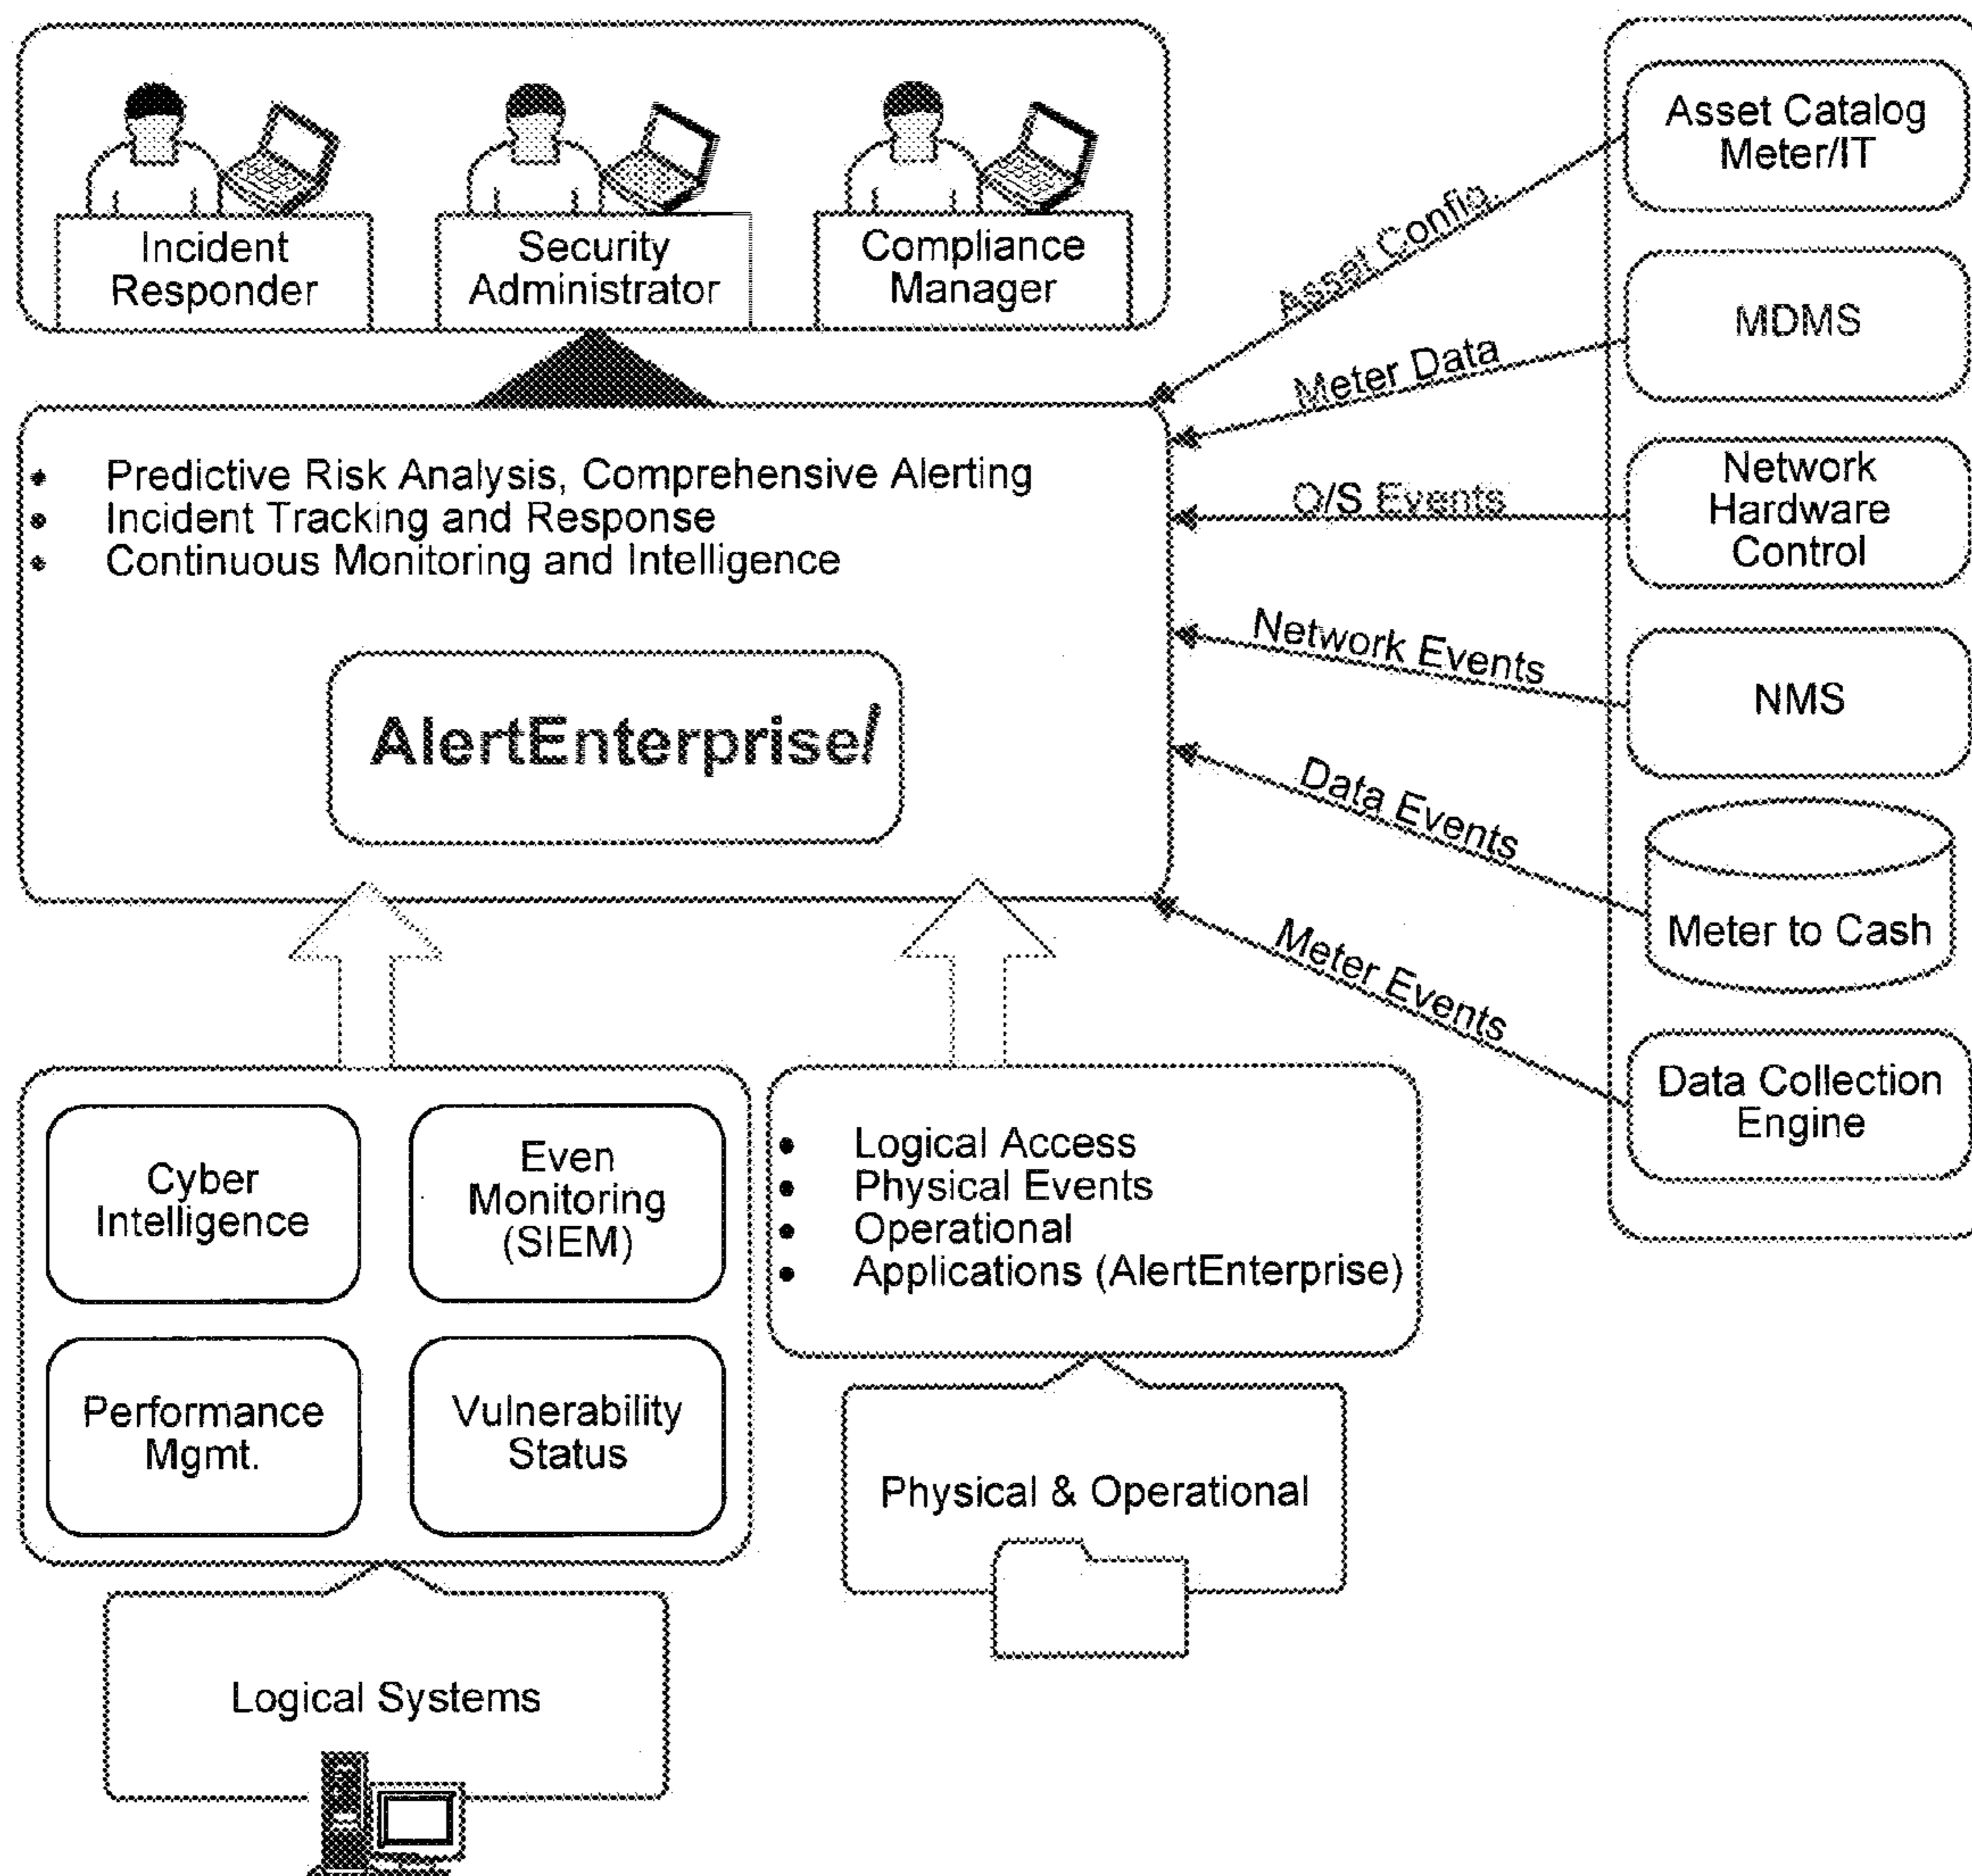 Incident
Responder
Security
Administrator
Compliance
Manager
• Predictive Risk Analysis, Comprehensive Alerting
• Incident Tracking and Response
• Continuous Monitoring and Intelligence
AlertEnterprise!
Asset Config.
Meter Data
O/S Events
Network Events
Data Events
Meter Events
Asset Catalog
Meter/IT
MDMS
Network
Hardware
Control
NMS
Meter to Cash
Data Collection
Engine
Cyber
Intelligence
Even
Monitoring
(SIEM)
Performance
Mgmt.
Vulnerability
Status
• Logical Access
• Physical Events
• Operational
• Applications (AlertEnterprise)
Physical & Operational
Logical Systems